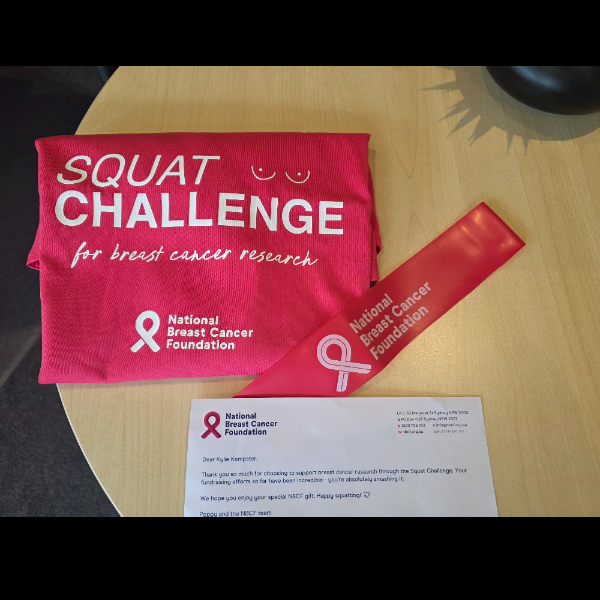 SQUAT
CHALLENGE
for breast cancer research
National
Breast Cancer
Foundation
National
Breast Cancer
Foundation
National
Breast Cancer
Foundation
Dear Kylie Kempster,
Thank you so much for choosing to support breast cancer research through the Squat Challenge. Your
fundraising efforts so far have been incredible - you're absolutely smashing it.
We hope you enjoy your special NBCF gift. Happy squatting!
Poppy and the NBCF team